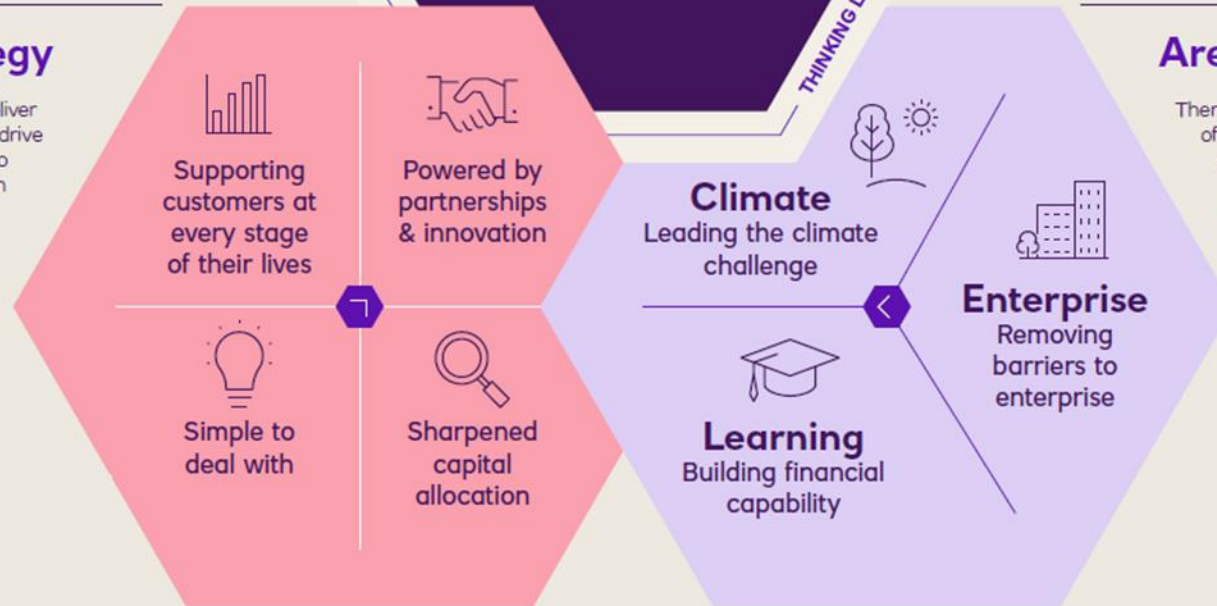 egy
liver
drive
THINKING
Supporting
customers at
every stage
of their lives
Powered by
partnerships
& innovation
Simple to
deal with
Sharpened
capital
allocation
Climate
Leading the climate
challenge
Enterprise
Removing
barriers to
enterprise
Learning
Building financial
capability
Are
Ther
of